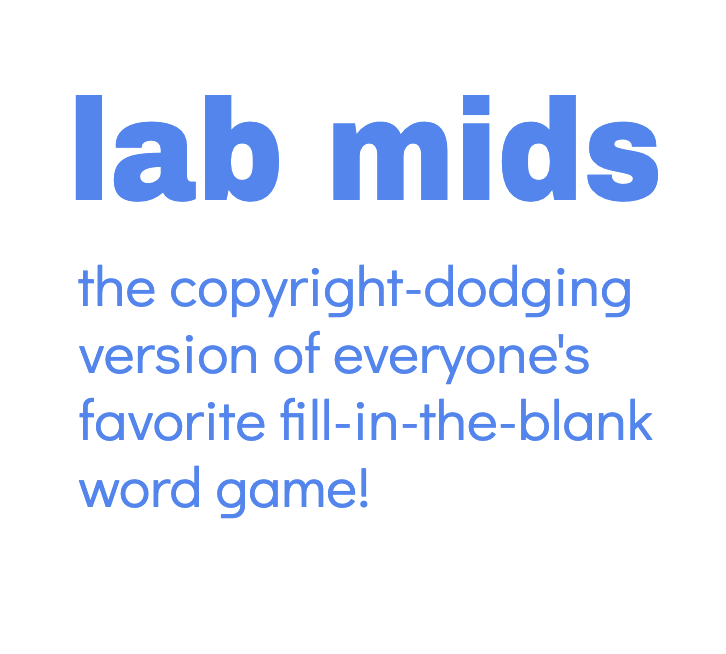 lab mids
the copyright-dodging
version of everyone's
favorite fill-in-the-blank
word game!